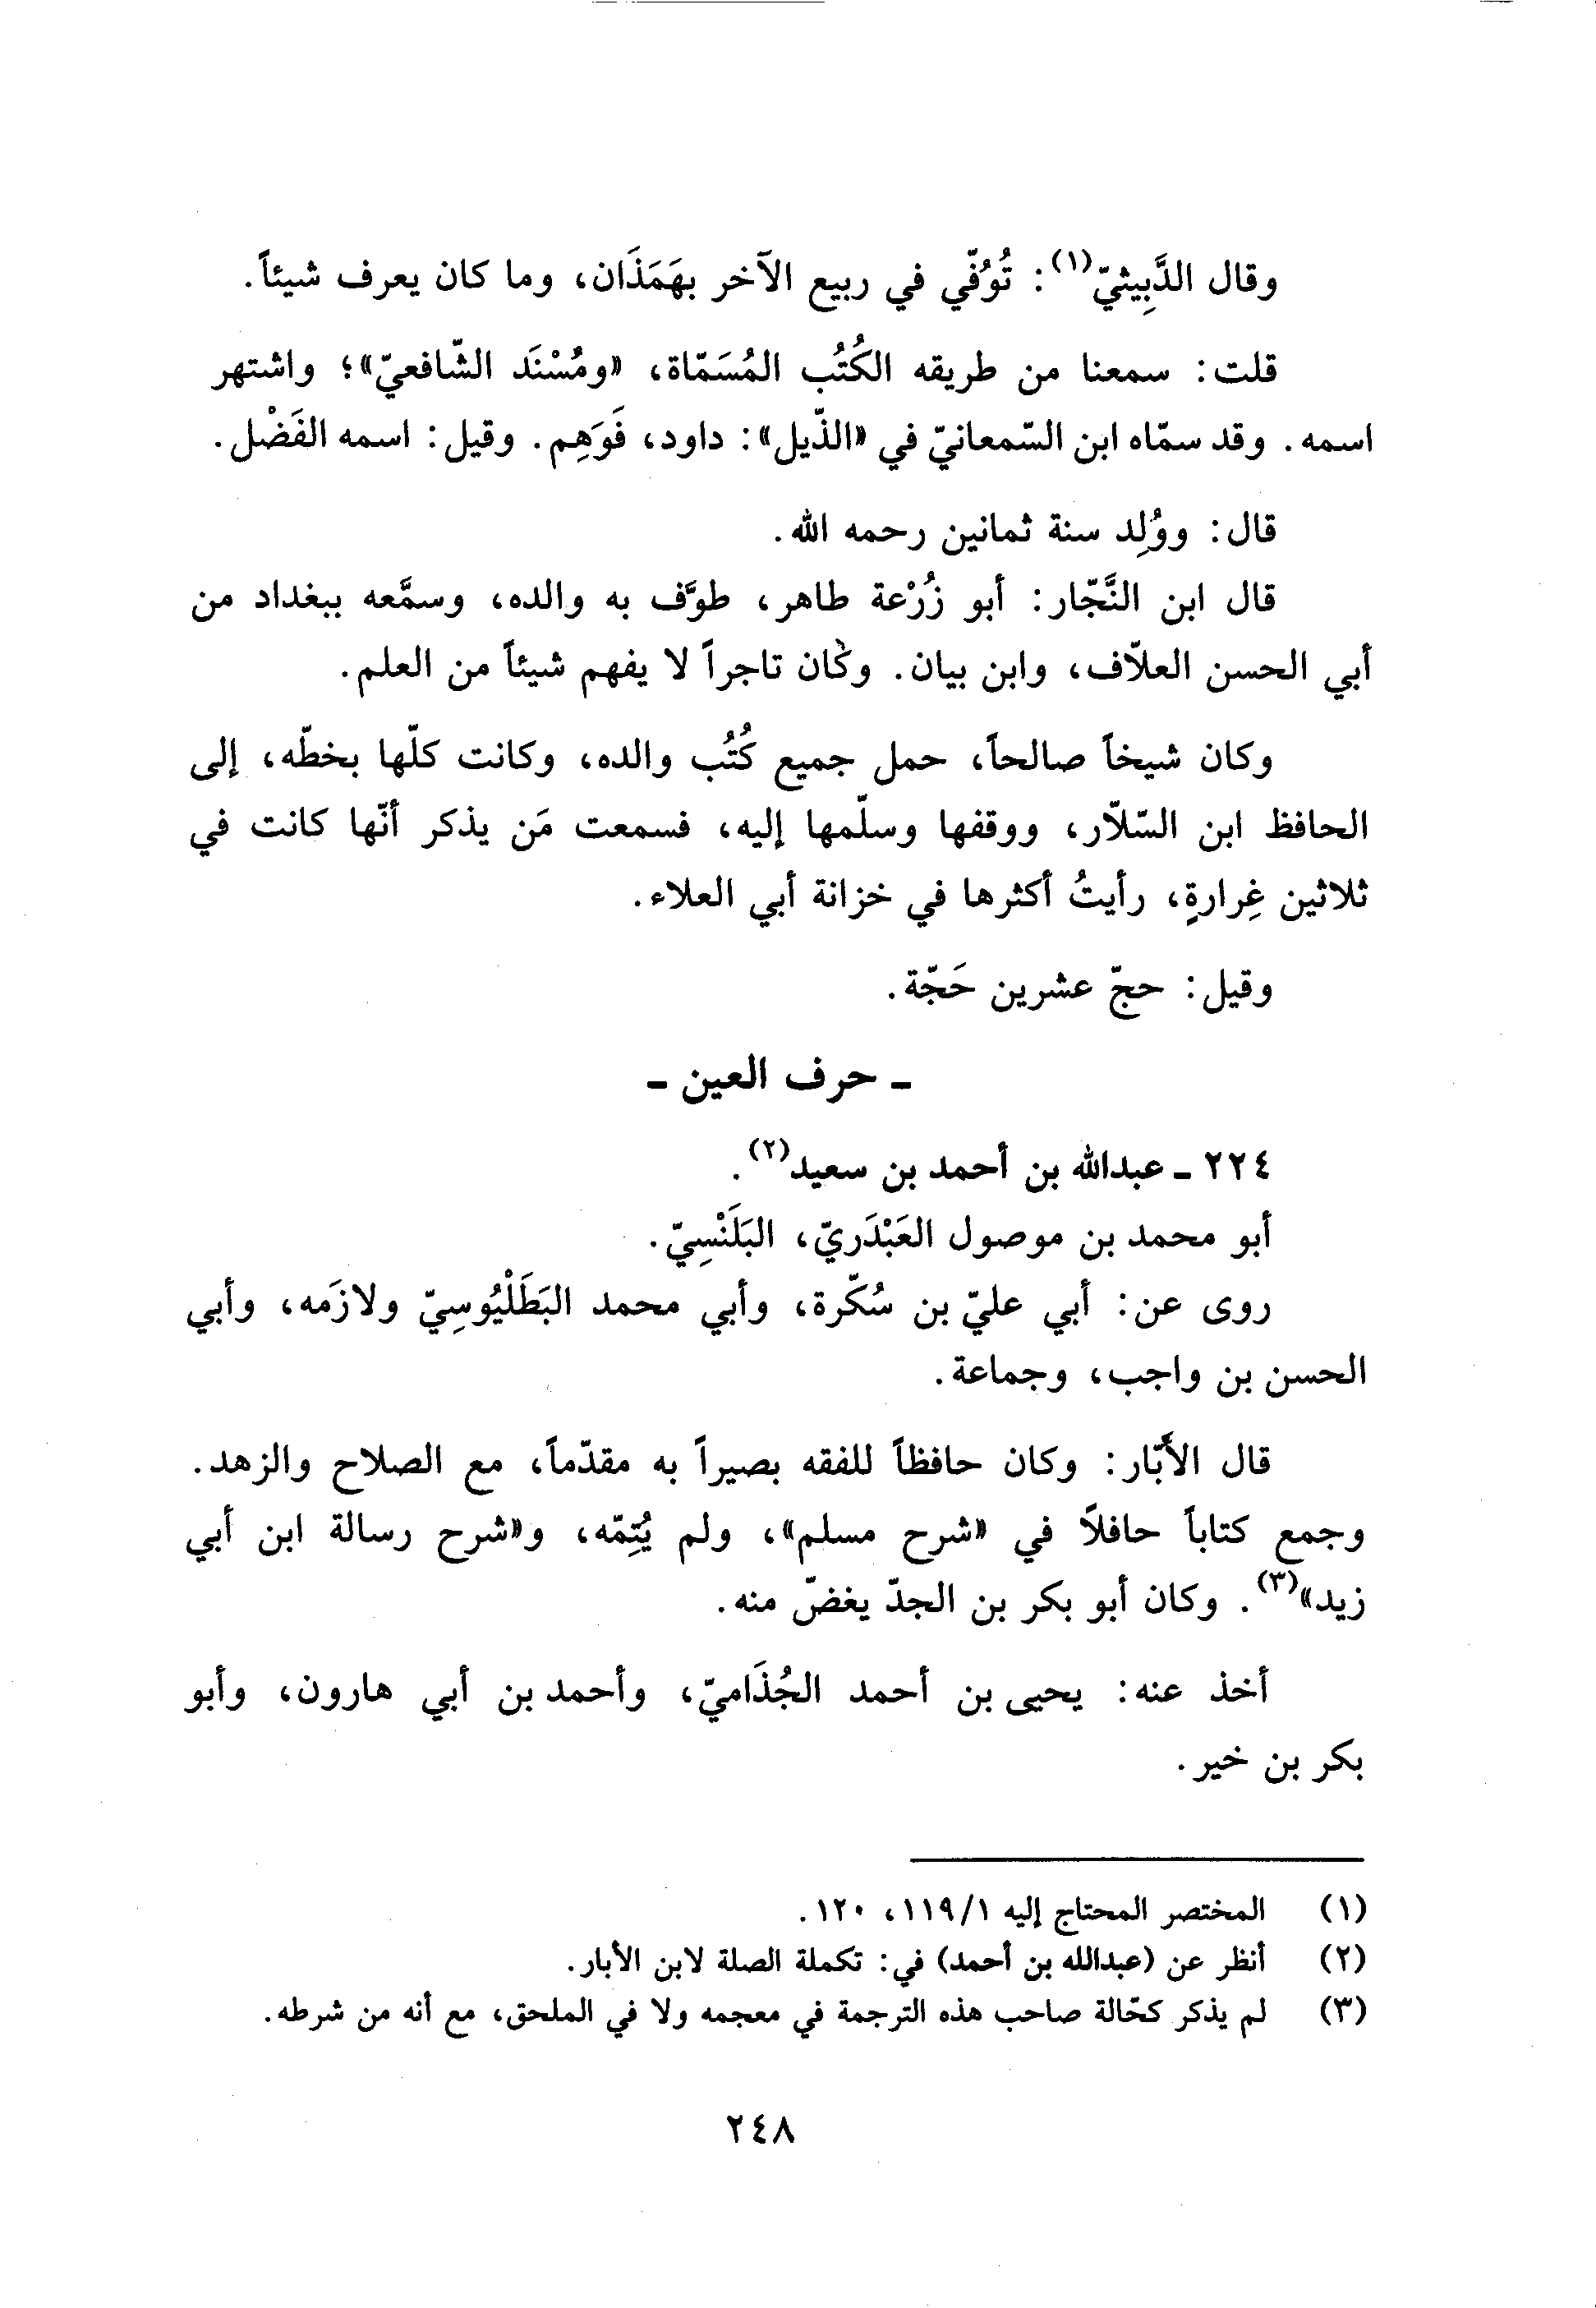 وقال الدَّبِيثيّ(١): تُوُفّي في ربيع الآخر بهَمَذَان، وما كان يعرف شيئاً.
قلت: سمعنا من طريقه الكُتُب المُسَمّاة، «ومُسْنَد الشّافعيّ»؛ واشتهر
اسمه. وقد سمّاه ابن السّمعانيّ في «الذّيل»: داود، فَوَهِم. وقيل: اسمه الفَضْل.
قال: ووُلِد سنة ثمانين رحمه الله.
قال ابن النَّجّار: أبو زُرْعة طاهر، طوَّف به والده، وسمَّعه ببغداد من
أبي الحسن العلاّف، وابن بيان. وكان تاجراً لا يفهم شيئاً من العلم.
وكان شيخاً صالحاً، حمل جميع كُتُب والده، وكانت كلّها بخطّه، إلى
الحافظ ابن السّلاّر، ووقفها وسلّمها إليه، فسمعت مَن يذكر أنّها كانت في
ثلاثين غِرارةٍ، رأيتُ أكثرها في خزانة أبي العلاء.
وقيل: حجّ عشرين حَجّة.
ـ حرف العين ـ
٢٢٤ ـ عبدالله بن أحمد بن سعيد(٢).
أبو محمد بن موصول العَبْدَريّ، البَلَنْسِيّ.
روى عن: أبي عليّ بن سُكّرة، وأبي محمد البَطَلْيُوسِيّ ولازَمه، وأبي
الحسن بن واجب، وجماعة.
قال الأبّار: وكان حافظاً للفقه بصيراً به مقدّماً، مع الصلاح والزهد.
وجمع كتاباً حافلاً في «شرح مسلم»، ولم يُتِمّه، و«شرح رسالة ابن أبي
زيد»(٣). وكان أبو بكر بن الجدّ يغضّ منه.
أخذ عنه: يحيى بن أحمد الجُذَاميّ، وأحمد بن أبي هارون، وأبو
بكر بن خير.
(١) المختصر المحتاج إليه ١١٩/١، ١٢٠.
(٢) أنظر عن (عبدالله بن أحمد) في: تكملة الصلة لابن الأبار.
(٣) لم يذكر كحّالة صاحب هذه الترجمة في معجمه ولا في الملحق، مع أنه من شرطه.
٢٤٨